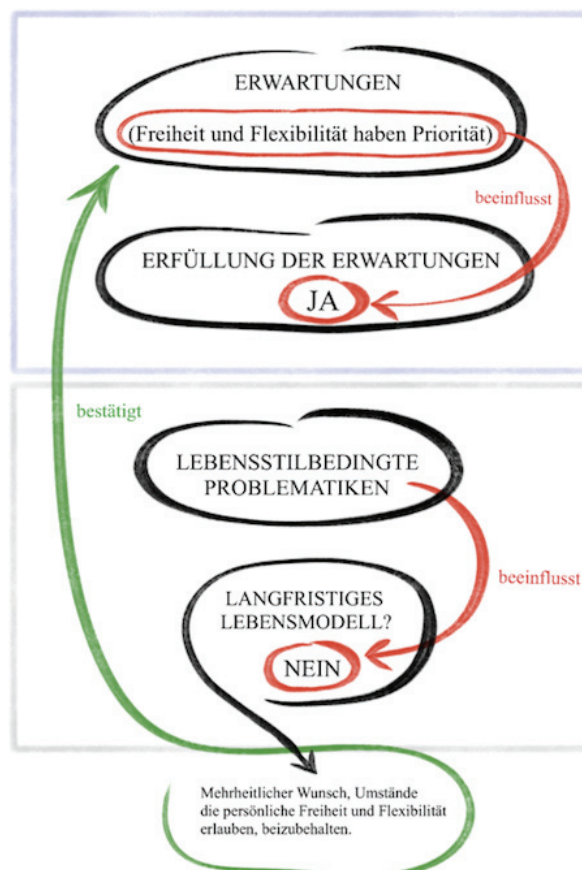 ERWARTUNGEN
(Freiheit und Flexibilität haben Priorität)
beeinflusst
ERFÜLLUNG DER ERWARTUNGEN
JA
bestätigt
LEBENSSTILBEDINGTE
PROBLEMATIKEN
beeinflusst
LANGFRISTIGES
LEBENSMODELL?
NEIN
Mehrheitlicher Wunsch, Umstände
die persönliche Freiheit und Flexibilität
erlauben, beizubehalten.